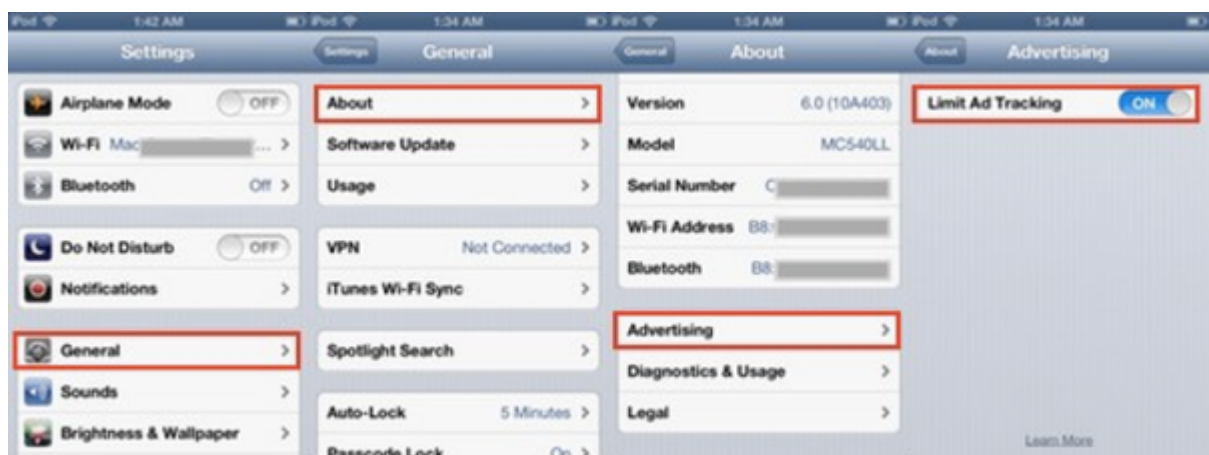 iPod 1:42 AM
Settings
Airplane Mode OFF
Wi-Fi Mac ... >
Bluetooth Off >
Do Not Disturb OFF
Notifications >
General >
Sounds >
Brightness & Wallpaper >
iPod 1:34 AM
Settings General
About >
Software Update >
Usage >
VPN Not Connected >
iTunes Wi-Fi Sync >
Spotlight Search >
Auto-Lock 5 Minutes >
Passcode Lock On >
iPod 1:34 AM
General About
Version 6.0 (10A403)
Model MC540LL
Serial Number C
Wi-Fi Address B8:
Bluetooth B8:
Advertising >
Diagnostics & Usage >
Legal >
iPod 1:34 AM
About Advertising
Limit Ad Tracking ON
Learn More